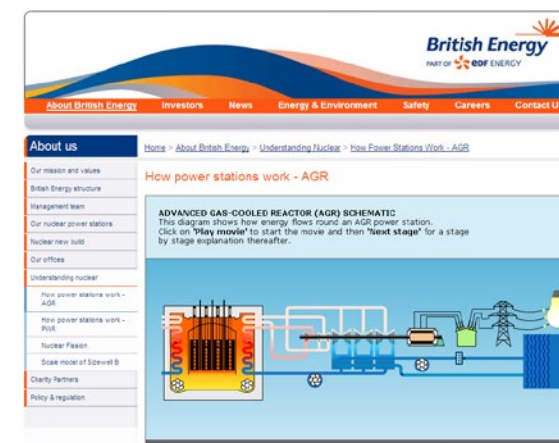 British Energy
PART OF EDF ENERGY
About British Energy Investors News Energy & Environment Safety Careers Contact U
About us
Home > About British Energy > Understanding Nuclear > How Power Stations Work - AGR
Our mission and values
British Energy structure
Management team
Our nuclear power stations
Nuclear new build
Our offices
Understanding nuclear
How power stations work -
AGR
How power stations work -
PWR
Nuclear Fission
Scale model of Sizewell B
Charity Partners
Policy & regulation
How power stations work - AGR
ADVANCED GAS-COOLED REACTOR (AGR) SCHEMATIC
This diagram shows how energy flows round an AGR power station.
Click on 'Play movie' to start the movie and then 'Next stage' for a stage
by stage explanation thereafter.